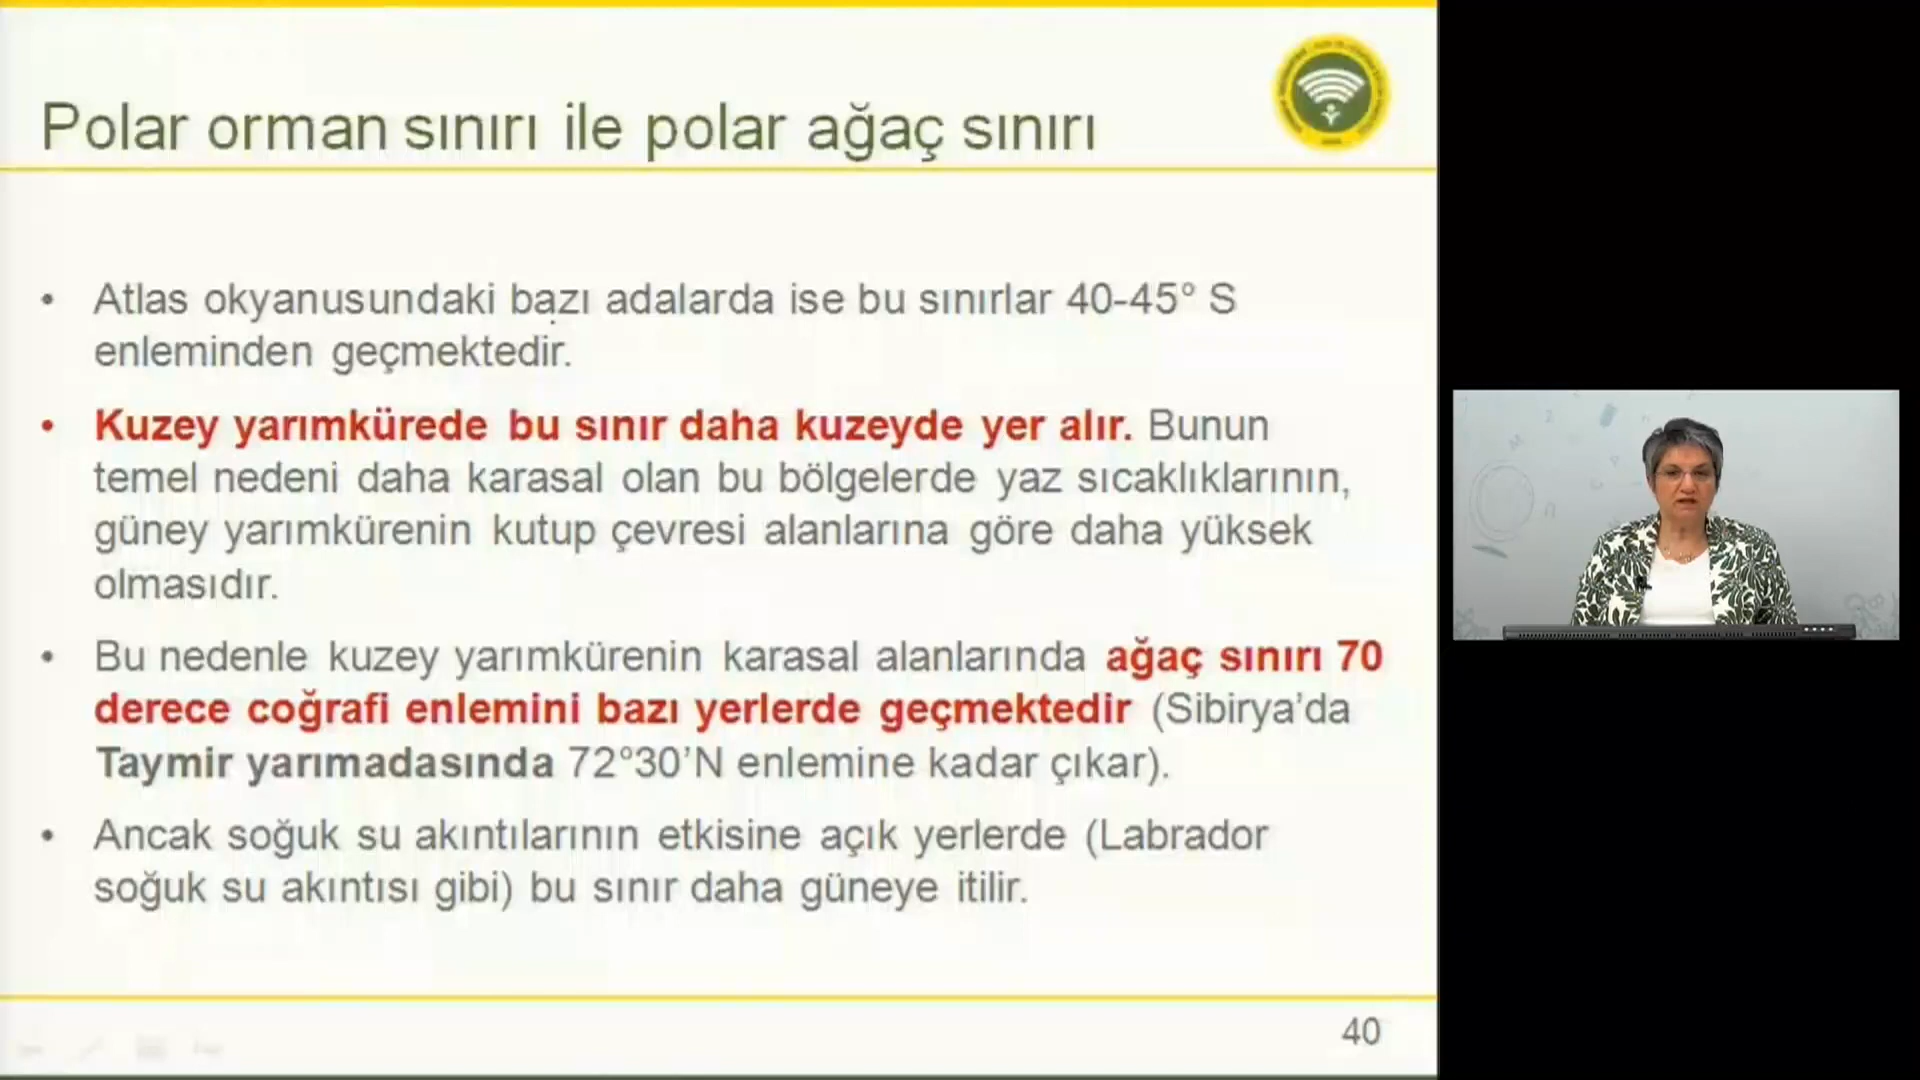 Polar orman sınırı ile polar ağaç sınırı
• Atlas okyanusundaki bazı adalarda ise bu sınırlar 40-45° S
enleminden geçmektedir.
• Kuzey yarımkürede bu sınır daha kuzeyde yer alır. Bunun
temel nedeni daha karasal olan bu bölgelerde yaz sıcaklıklarının,
güney yarımkürenin kutup çevresi alanlarına göre daha yüksek
olmasıdır.
• Bu nedenle kuzey yarımkürenin karasal alanlarında ağaç sınırı 70
derece coğrafi enlemini bazı yerlerde geçmektedir (Sibirya’da
Taymir yarımadasında 72°30’N enlemine kadar çıkar).
• Ancak soğuk su akıntılarının etkisine açık yerlerde (Labrador
soğuk su akıntısı gibi) bu sınır daha güneye itilir.
40